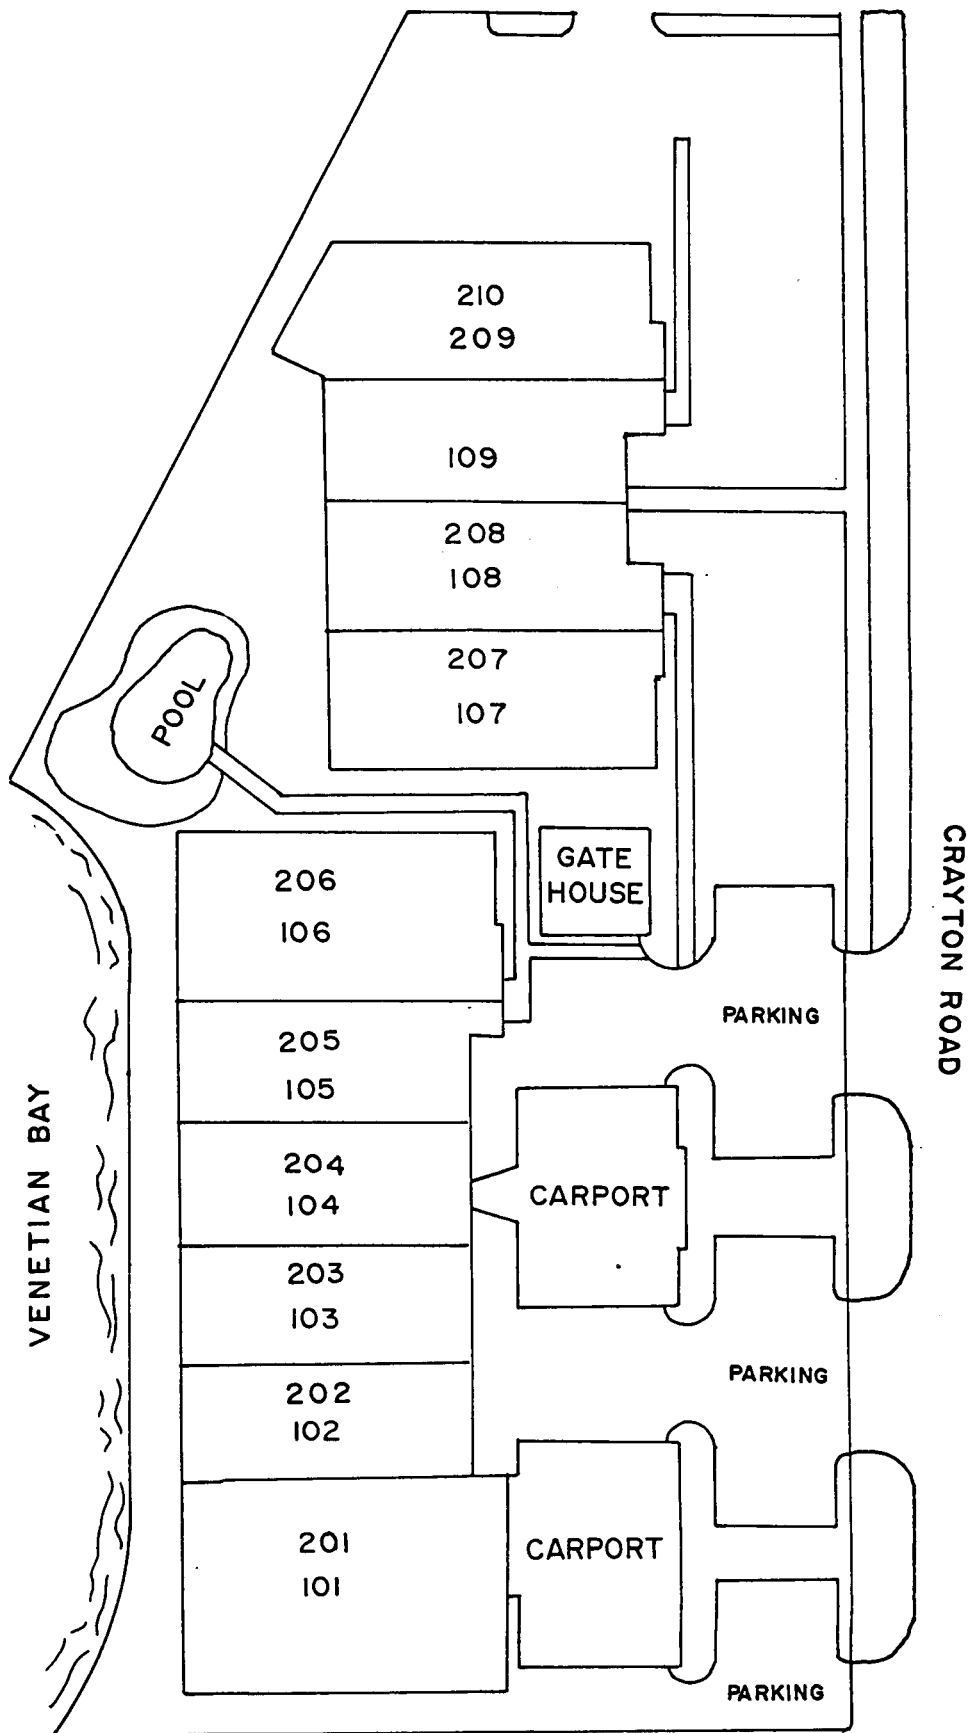 210
209
109
208
108
207
107
POOL
GATE
HOUSE
206
106
CRAYTON ROAD
PARKING
205
105
204
104
CARPORT
VENETIAN BAY
203
103
PARKING
202
102
201
101
CARPORT
PARKING